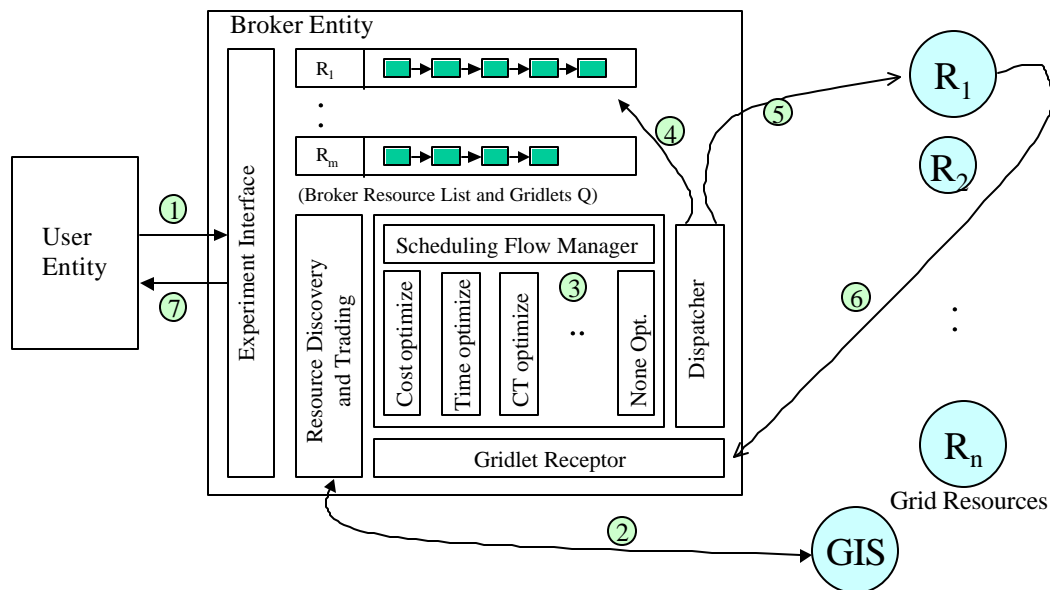 Broker Entity
R1
.
.
Rm
(Broker Resource List and Gridlets Q)
User
Entity
1
7
Experiment Interface
Resource Discovery
and Trading
Scheduling Flow Manager
3
Cost optimize
Time optimize
CT optimize
..
None Opt.
Dispatcher
Gridlet Receptor
4
5
6
2
R1
R2
.
.
Rn
Grid Resources
GIS